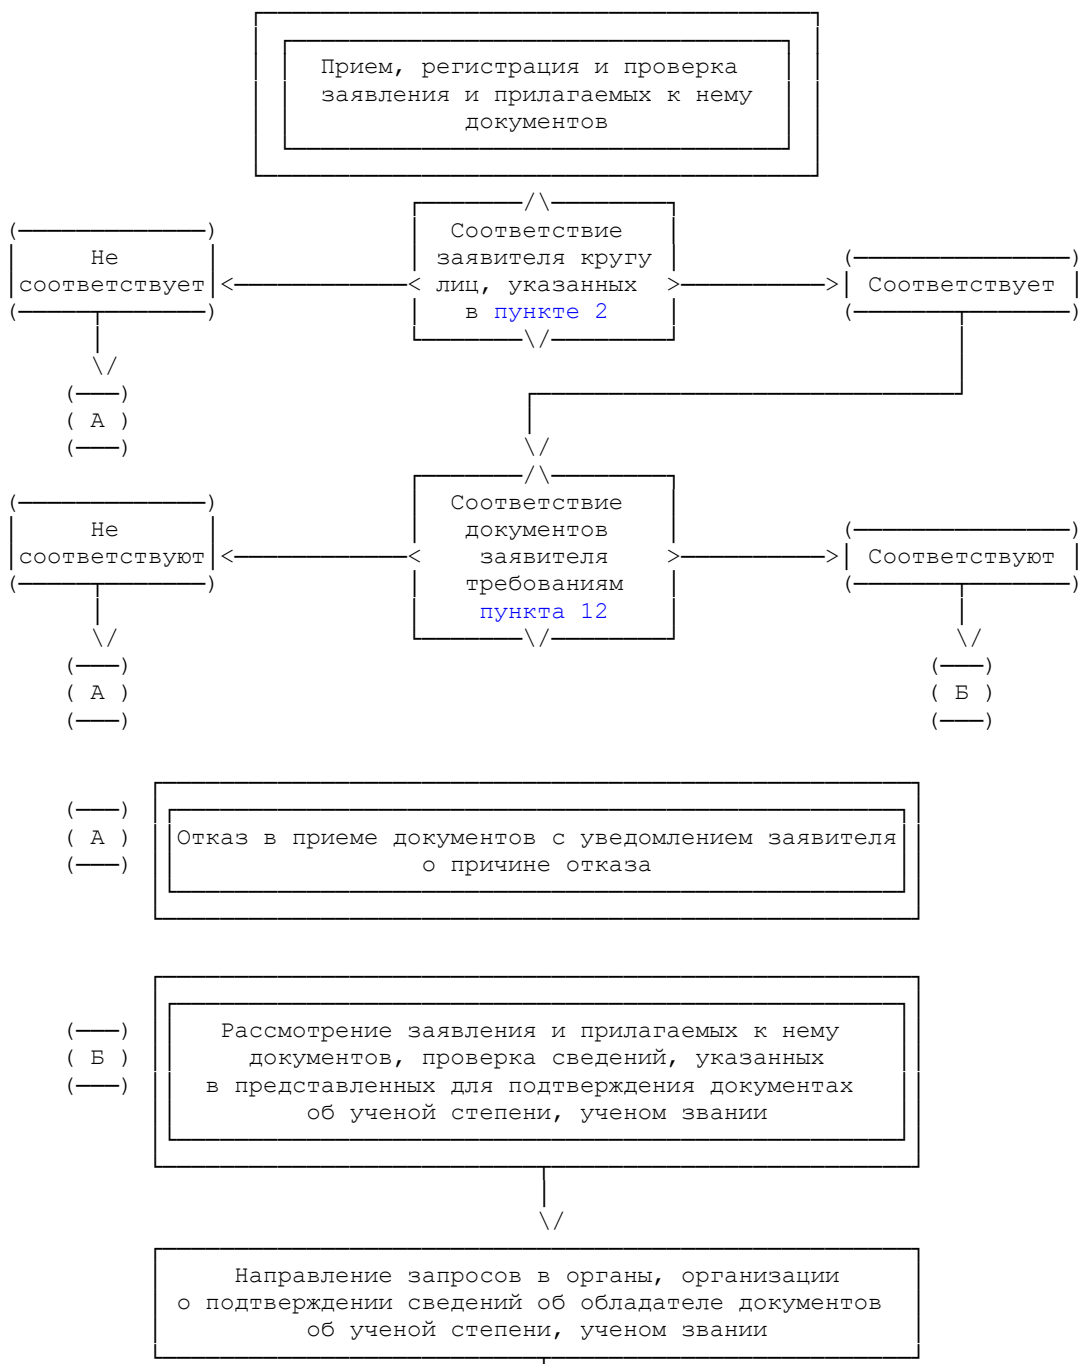 Прием, регистрация и проверка
заявления и прилагаемых к нему
документов
Соответствие
заявителя кругу
лиц, указанных
в пункте 2
Не
соответствует
Соответствует
А
Соответствие
документов
заявителя
требованиям
пункта 12
Не
соответствуют
Соответствуют
А
Б
А
Отказ в приеме документов с уведомлением заявителя
о причине отказа
Б
Рассмотрение заявления и прилагаемых к нему
документов, проверка сведений, указанных
в представленных для подтверждения документах
об ученой степени, ученом звании
Направление запросов в органы, организации
о подтверждении сведений об обладателе документов
об ученой степени, ученом звании